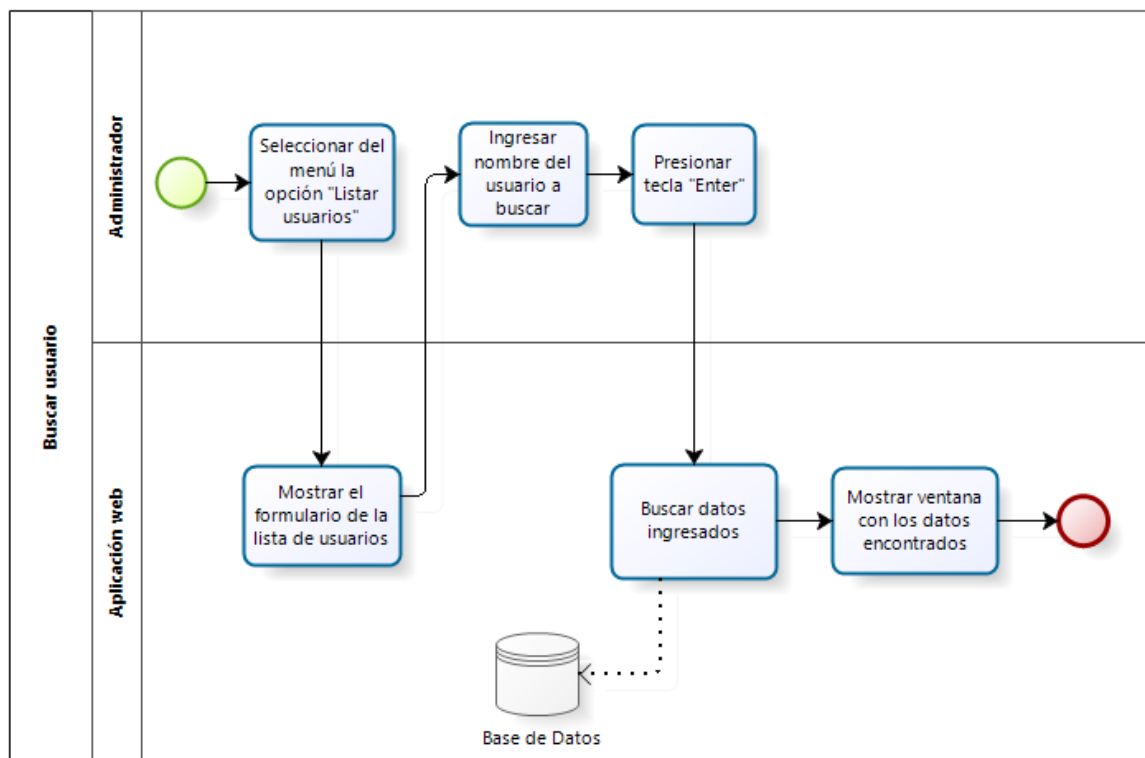 Buscar usuario
Administrador
Seleccionar del
menú la
opción "Listar
usuarios"
Ingresar
nombre del
usuario a
buscar
Presionar
tecla "Enter"
Aplicación web
Mostrar el
formulario de la
lista de usuarios
Buscar datos
ingresados
Mostrar ventana
con los datos
encontrados
Base de Datos